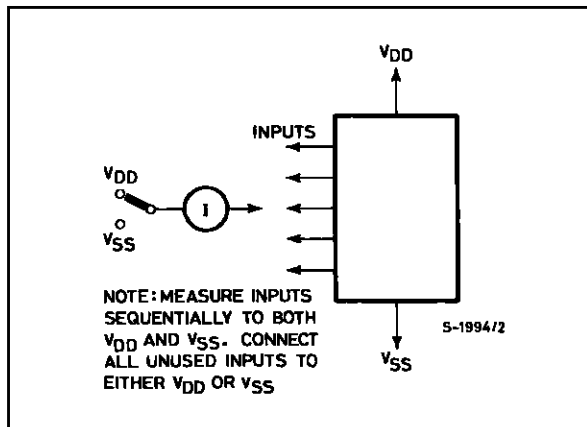 VDD
INPUTS
VDD
I
VSS
NOTE: MEASURE INPUTS
SEQUENTIALLY TO BOTH
VDD AND VSS. CONNECT
ALL UNUSED INPUTS TO
EITHER VDD OR VSS
S-1994/2
VSS